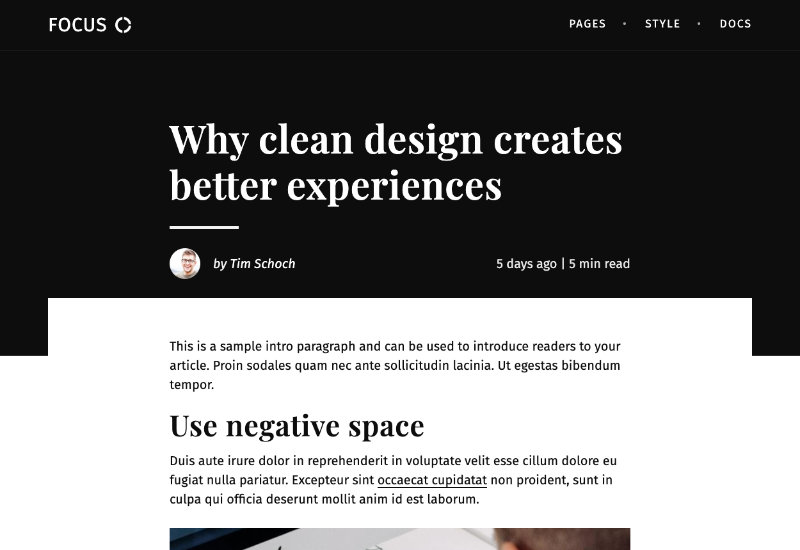 FOCUS
PAGES • STYLE • DOCS
Why clean design creates
better experiences
by Tim Schoch
5 days ago | 5 min read
This is a sample intro paragraph and can be used to introduce readers to your
article. Proin sodales quam nec ante sollicitudin lacinia. Ut egestas bibendum
tempor.
Use negative space
Duis aute irure dolor in reprehenderit in voluptate velit esse cillum dolore eu
fugiat nulla pariatur. Excepteur sint occaecat cupidatat non proident, sunt in
culpa qui officia deserunt mollit anim id est laborum.